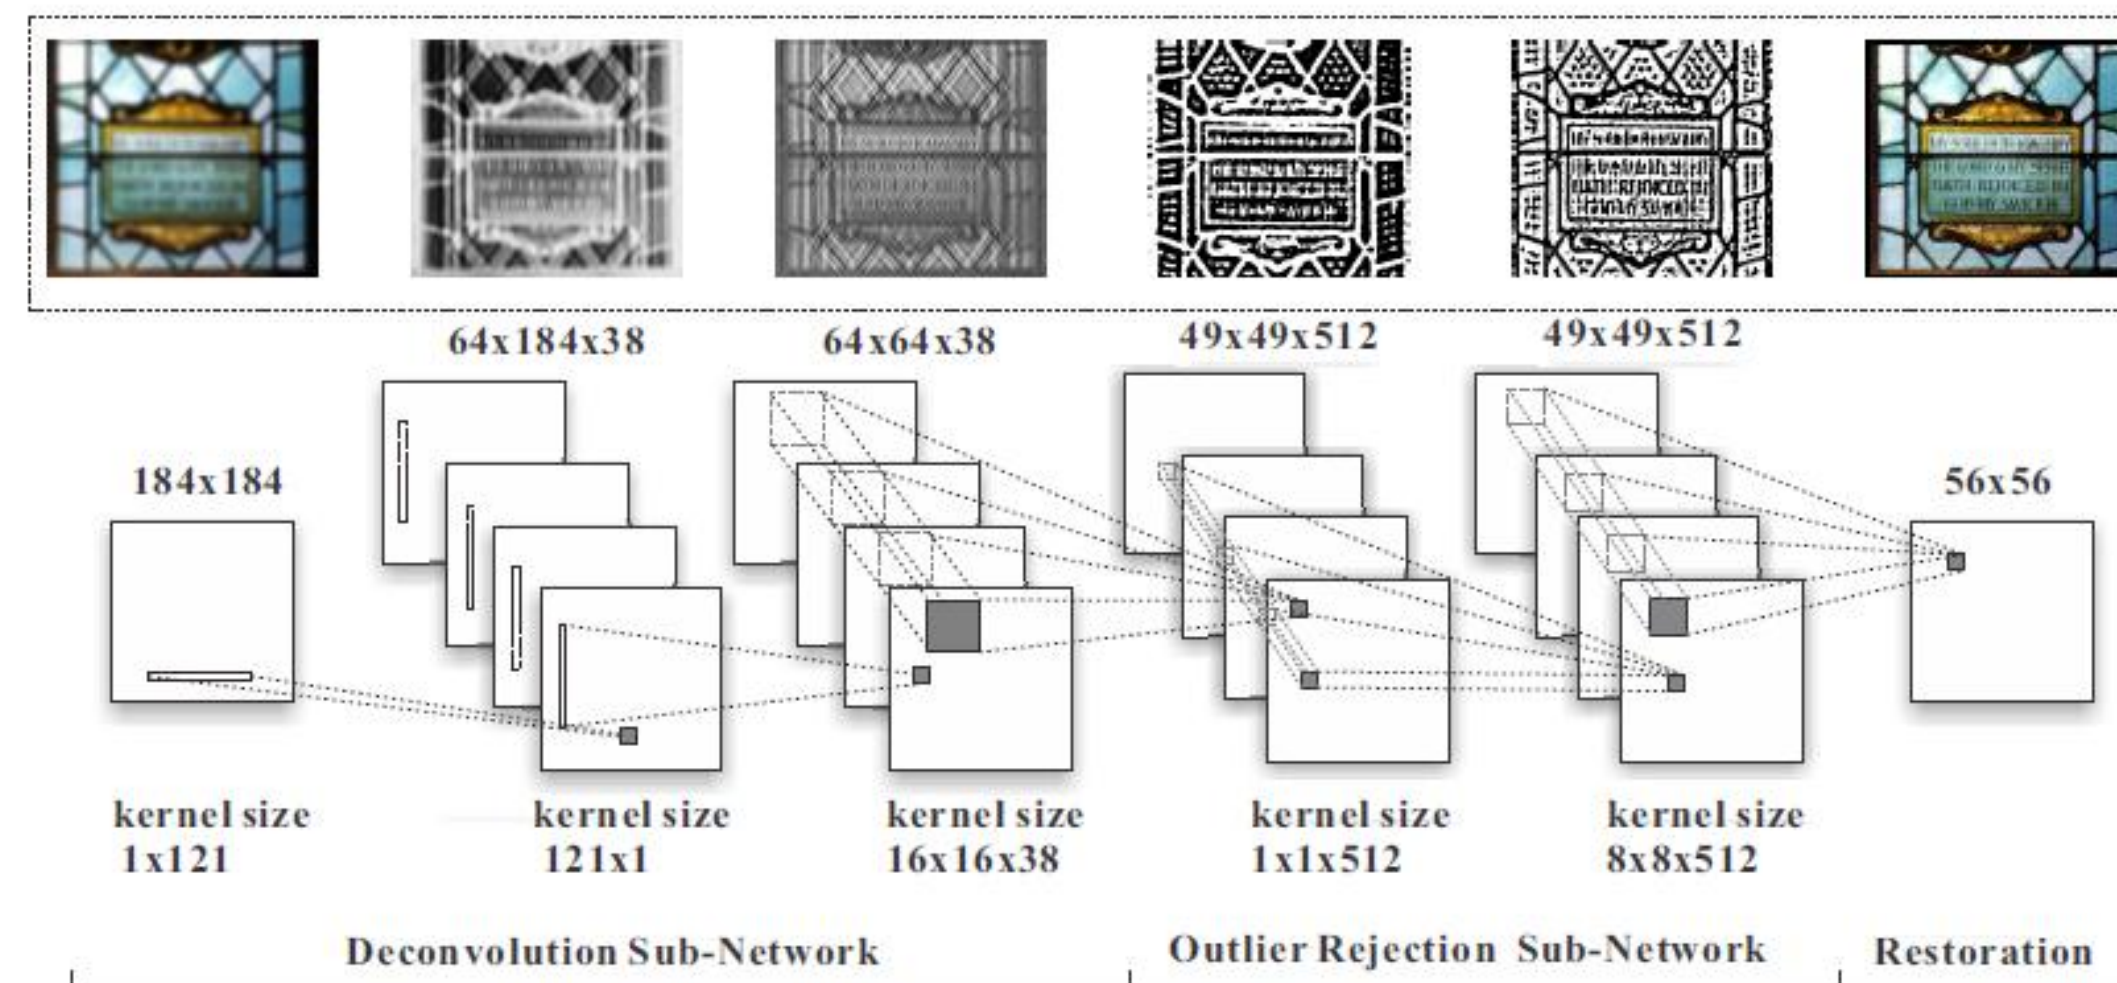 64x184x38
64x64x38
49x49x512
49x49x512
184x184
56x56
kernel size
1x121
kernel size
121x1
kernel size
16x16x38
kernel size
1x1x512
kernel size
8x8x512
Deconvolution Sub-Network
Outlier Rejection Sub-Network
Restoration